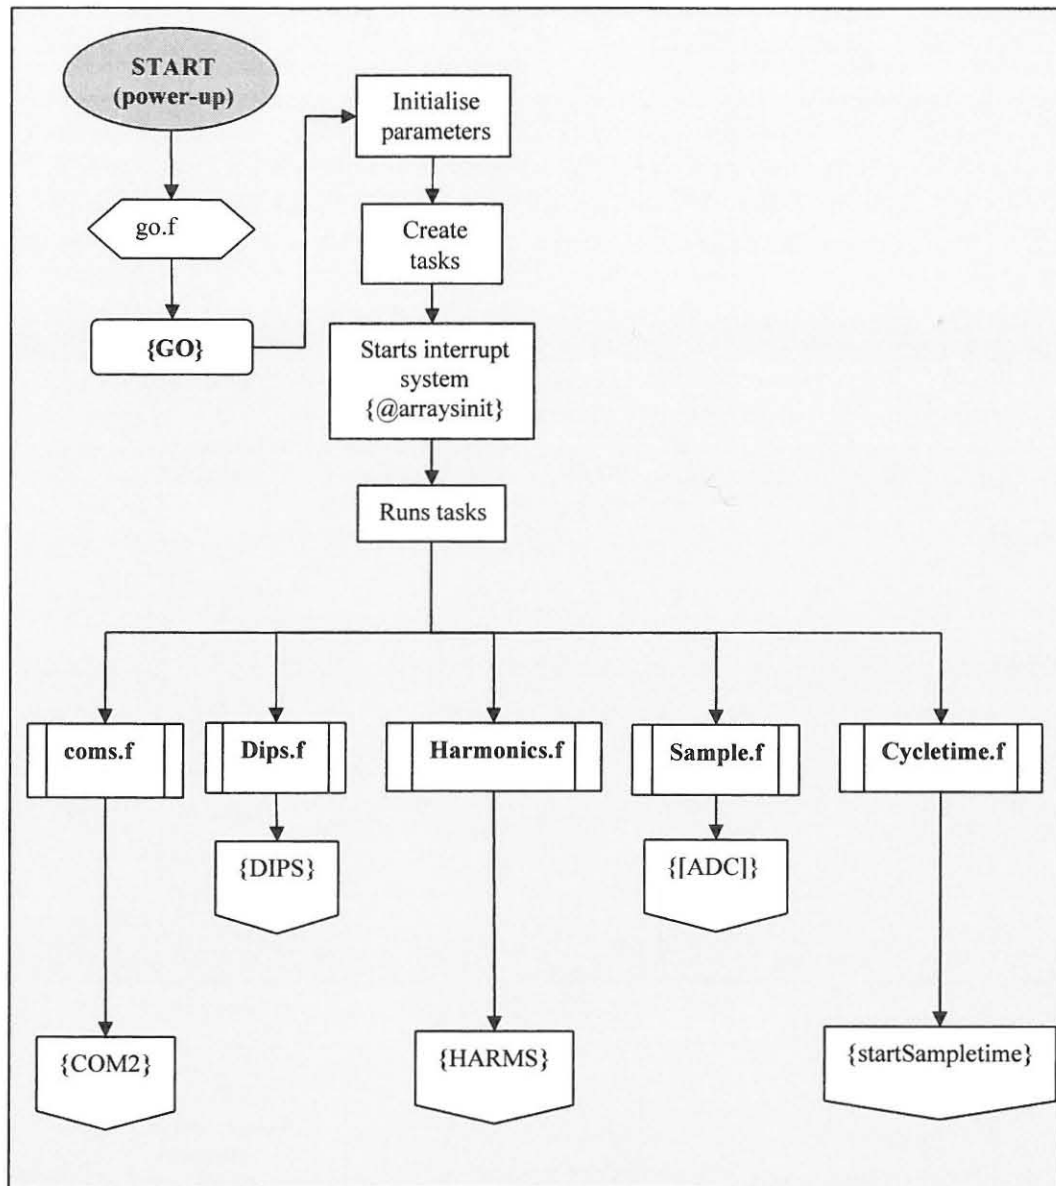 START
(power-up)
go.f
{GO}
Initialise
parameters
Create
tasks
Starts interrupt
system
{@arraysinit}
Runs tasks
coms.f
Dips.f
Harmonics.f
Sample.f
Cycletime.f
{DIPS}
{[ADC]}
{COM2}
{HARMS}
{startSampletime}